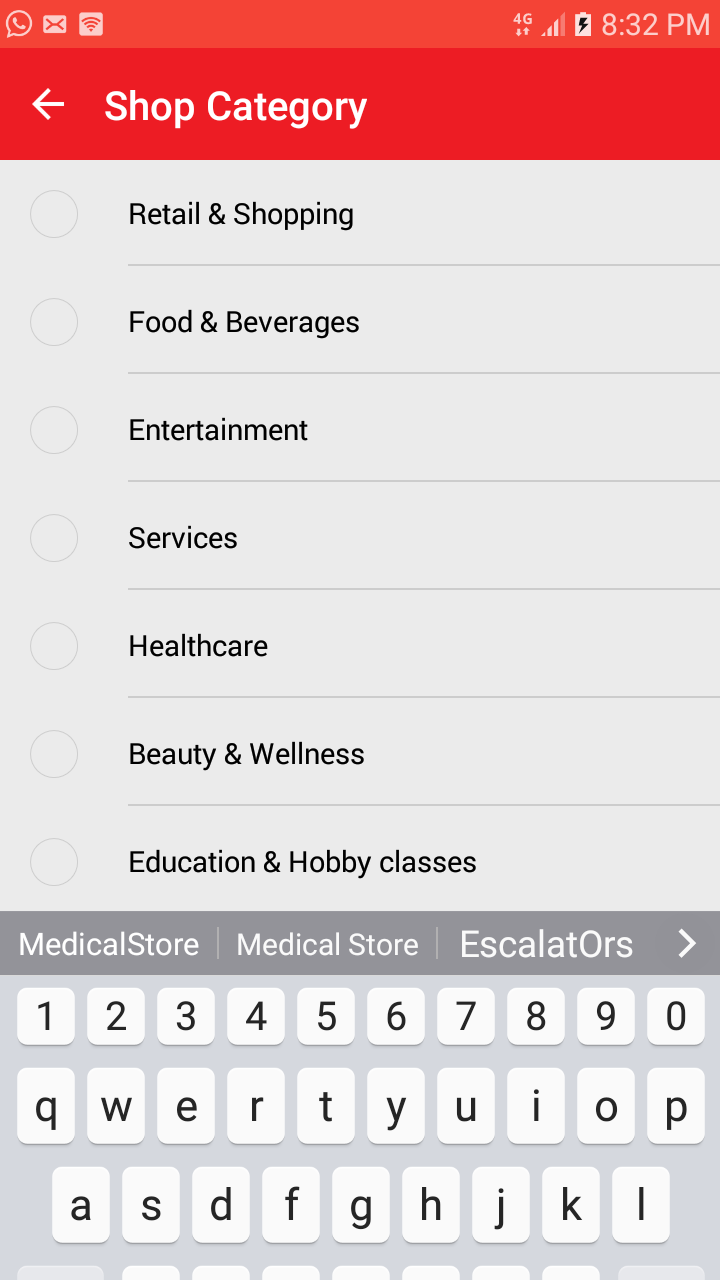 4G 8:32 PM
Shop Category
Retail & Shopping
Food & Beverages
Entertainment
Services
Healthcare
Beauty & Wellness
Education & Hobby classes
MedicalStore Medical Store EscalatOrs
1 2 3 4 5 6 7 8 9 0
q w e r t y u i o p
a s d f g h j k l